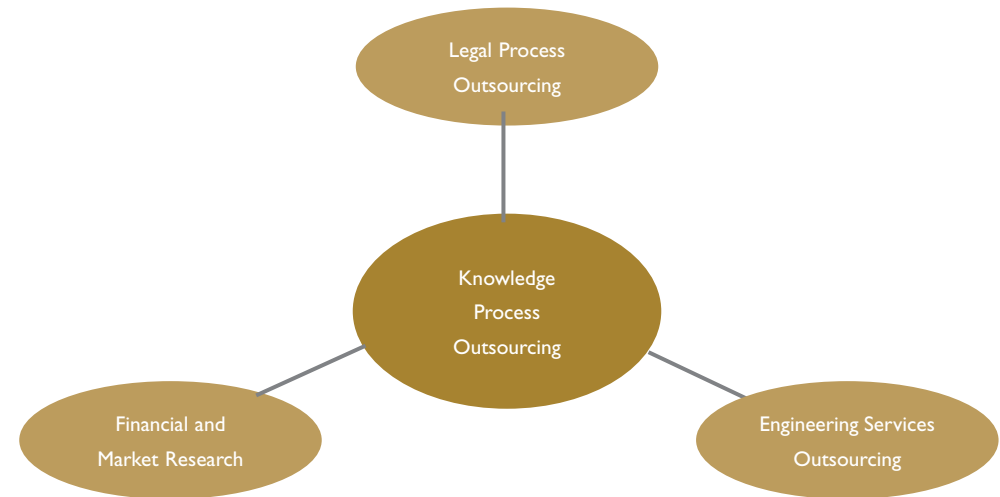 Legal Process
Outsourcing
Knowledge
Process
Outsourcing
Financial and
Market Research
Engineering Services
Outsourcing